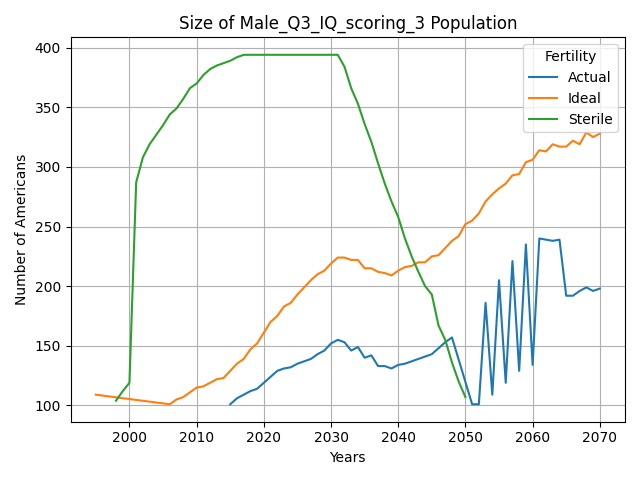 Size of Male_Q3_IQ_scoring_3 Population
Fertility
Actual
Ideal
Sterile
Number of Americans
400
350
300
250
200
150
100
2000
2010
2020
2030
2040
2050
2060
2070
Years